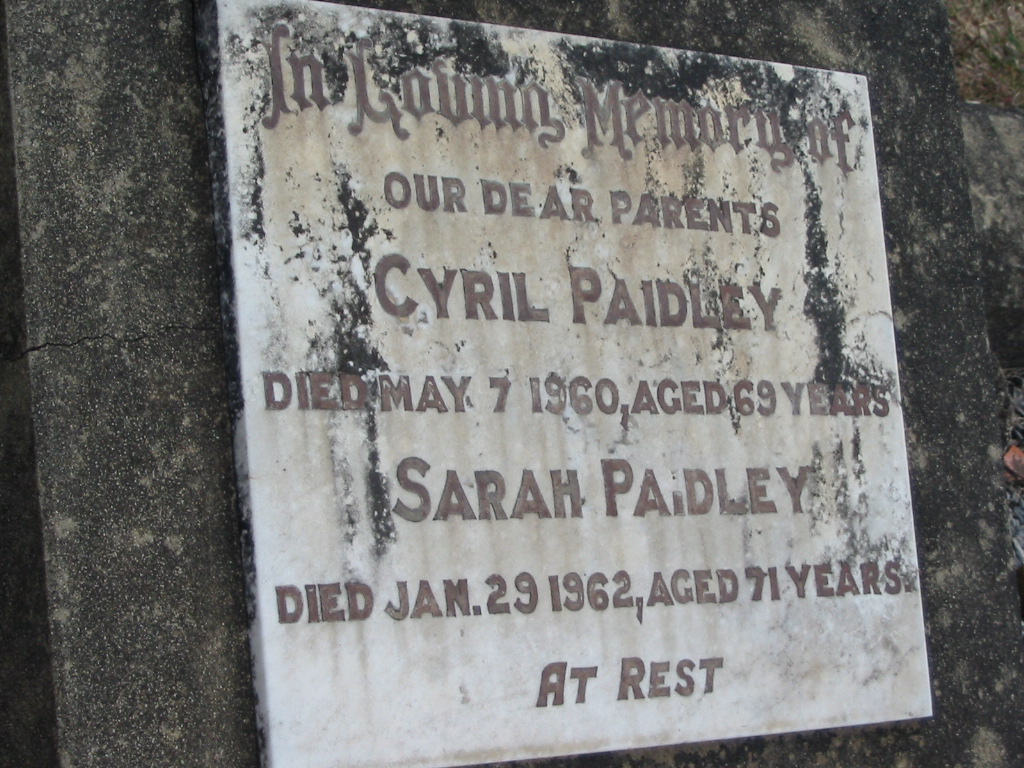 In Loving Memory of
OUR DEAR PARENTS
CYRIL PAIDLEY
DIED MAY 7 1960, AGED 69 YEARS
SARAH PAIDLEY
DIED JAN. 29 1962, AGED 71 YEARS.
AT REST